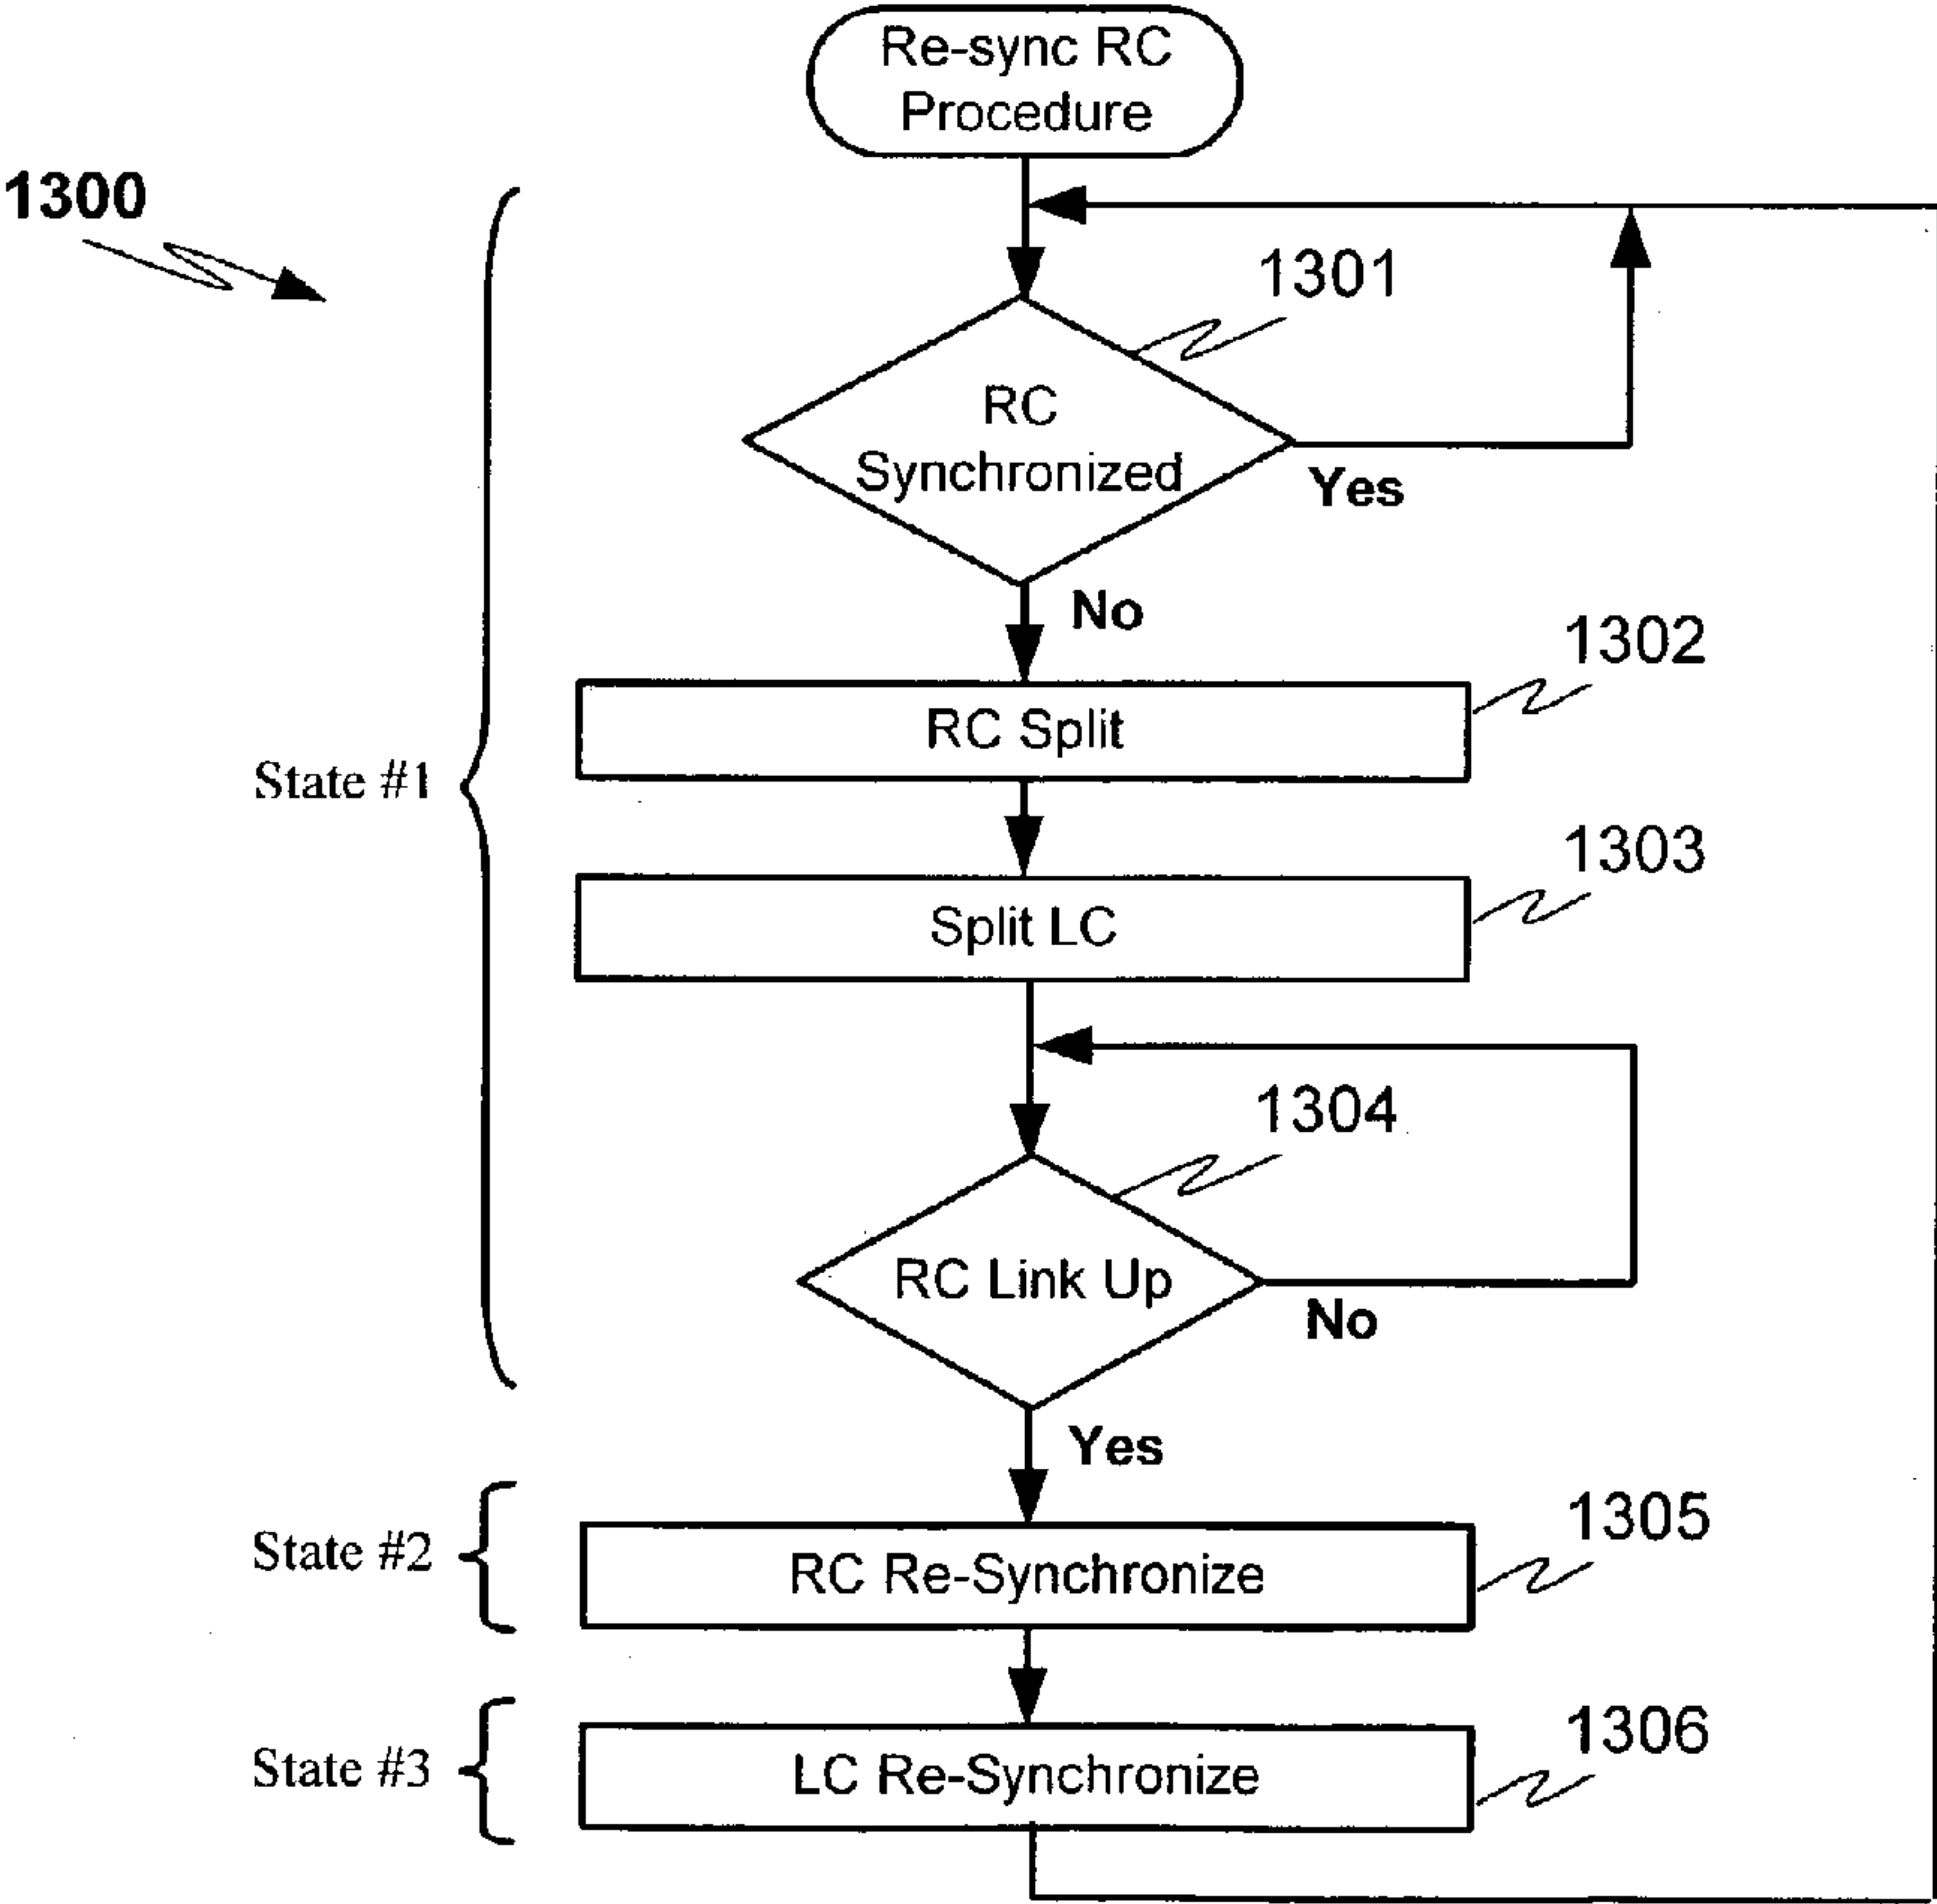 Re-sync RC
Procedure
1300
1301
RC
Synchronized
Yes
No
1302
RC Split
State #1
1303
Split LC
1304
RC Link Up
No
Yes
1305
State #2
RC Re-Synchronize
1306
State #3
LC Re-Synchronize